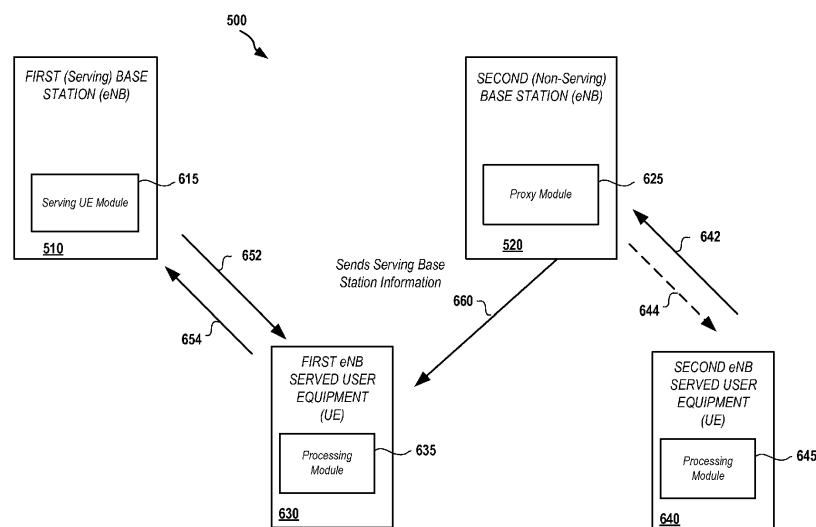 500
FIRST (Serving) BASE
STATION (eNB)
Serving UE Module
615
510
SECOND (Non-Serving)
BASE STATION (eNB)
Proxy Module
625
520
652
654
Sends Serving Base
Station Information
660
642
644
FIRST eNB
SERVED USER
EQUIPMENT
(UE)
Processing
Module
635
630
SECOND eNB
SERVED USER
EQUIPMENT
(UE)
Processing
Module
645
640